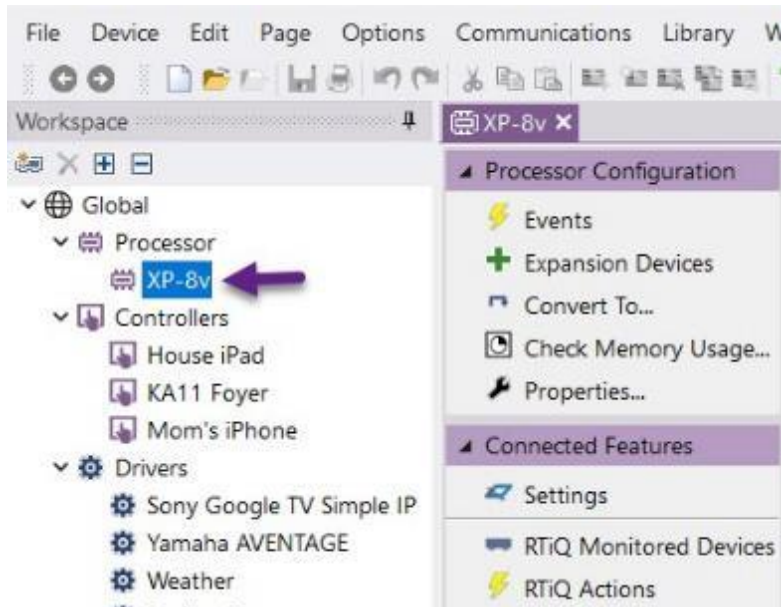 File Device Edit Page Options Communications Library W
Workspace
XP-8v
Global
Processor
XP-8v
Controllers
House iPad
KA11 Foyer
Mom's iPhone
Drivers
Sony Google TV Simple IP
Yamaha AVENTAGE
Weather
Processor Configuration
Events
Expansion Devices
Convert To...
Check Memory Usage...
Properties...
Connected Features
Settings
RTiQ Monitored Devices
RTiQ Actions